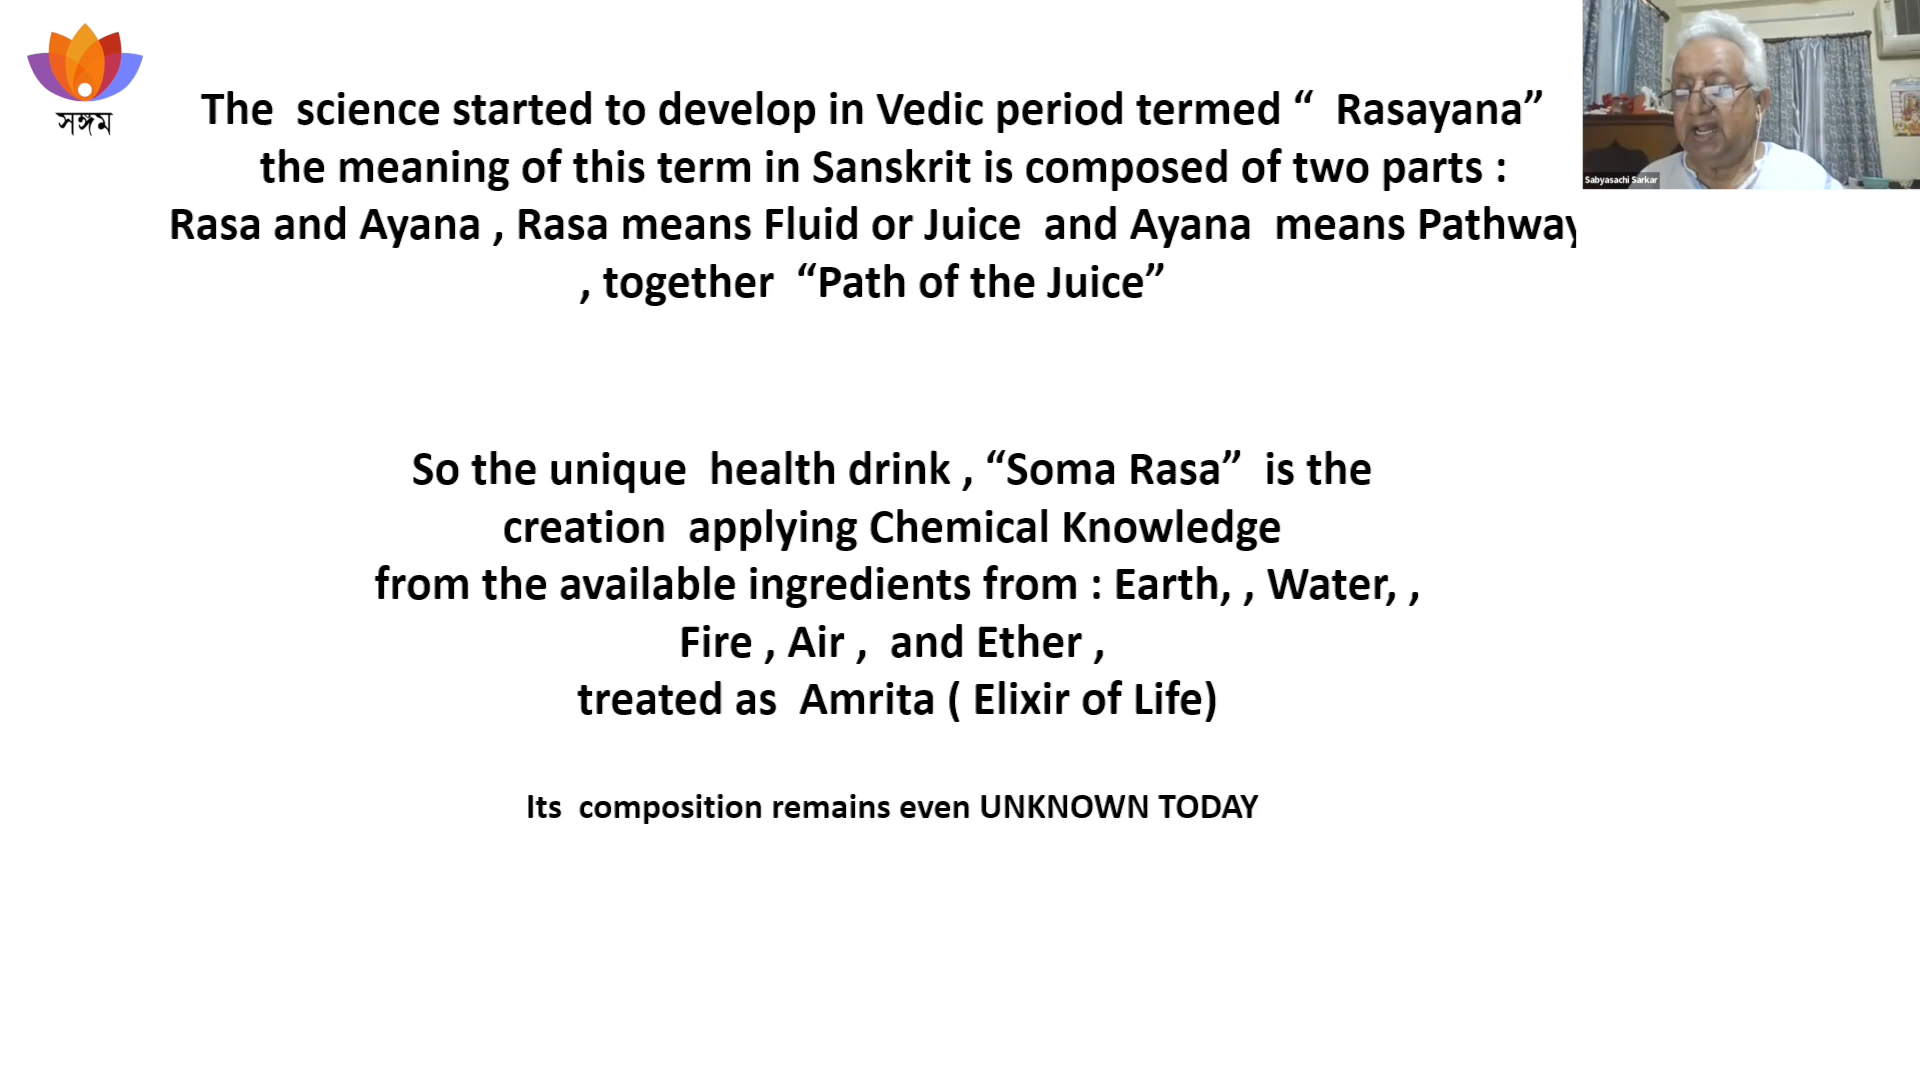 সঙ্গম
The science started to develop in Vedic period termed “ Rasayana”
the meaning of this term in Sanskrit is composed of two parts :
Rasa and Ayana , Rasa means Fluid or Juice and Ayana means Pathway
, together “Path of the Juice”
So the unique health drink , “Soma Rasa” is the
creation applying Chemical Knowledge
from the available ingredients from : Earth, , Water, ,
Fire , Air , and Ether ,
treated as Amrita ( Elixir of Life)
Its composition remains even UNKNOWN TODAY
Sabyasachi Sarkar